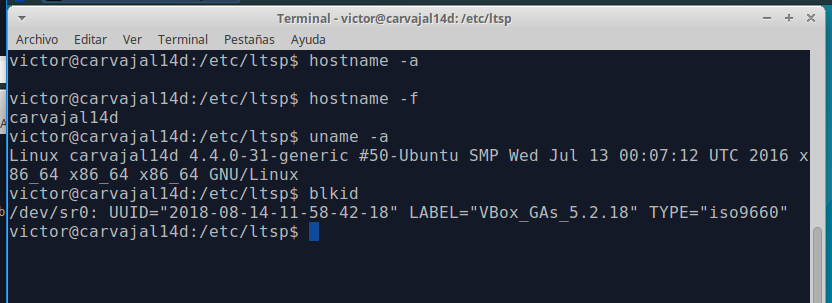 Terminal - victor@carvajal14d: /etc/ltsp
Archivo Editar Ver Terminal Pestañas Ayuda
victor@carvajal14d:/etc/ltsp$ hostname -a
victor@carvajal14d:/etc/ltsp$ hostname -f
carvajal14d
victor@carvajal14d:/etc/ltsp$ uname -a
Linux carvajal14d 4.4.0-31-generic #50-Ubuntu SMP Wed Jul 13 00:07:12 UTC 2016 x
86_64 x86_64 x86_64 GNU/Linux
victor@carvajal14d:/etc/ltsp$ blkid
/dev/sr0: UUID="2018-08-14-11-58-42-18" LABEL="VBox_GAs_5.2.18" TYPE="iso9660"
victor@carvajal14d:/etc/ltsp$